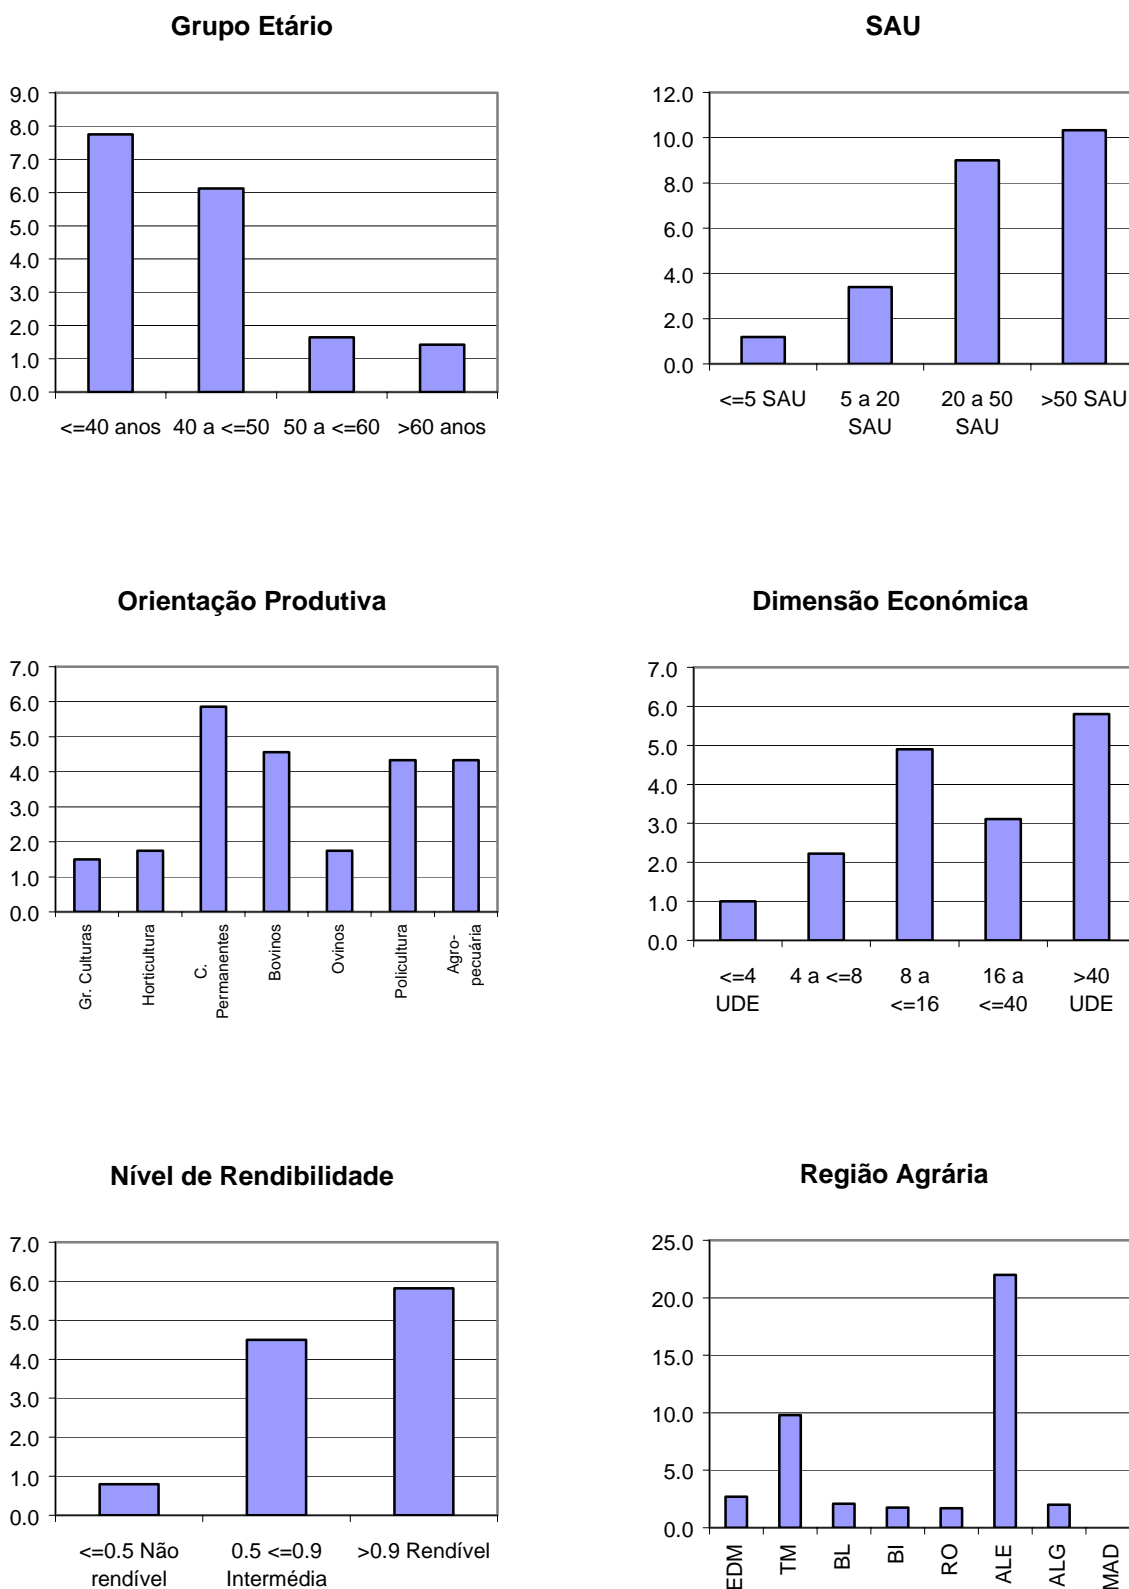 Grupo Etário
9.0
8.0
7.0
6.0
5.0
4.0
3.0
2.0
1.0
0.0
<=40 anos 40 a <=50 50 a <=60 >60 anos
SAU
12.0
10.0
8.0
6.0
4.0
2.0
0.0
<=5 SAU 5 a 20 20 a 50 >50 SAU
SAU SAU
Orientação Produtiva
7.0
6.0
5.0
4.0
3.0
2.0
1.0
0.0
Gr. Culturas
Horticultura
C.
Permanentes
Bovinos
Ovinos
Policultura
Agro-
pecuária
Dimensão Económica
7.0
6.0
5.0
4.0
3.0
2.0
1.0
0.0
<=4 4 a <=8 8 a 16 a >40
UDE <=16 <=40 UDE
Nível de Rendibilidade
7.0
6.0
5.0
4.0
3.0
2.0
1.0
0.0
<=0.5 Não 0.5 <=0.9 >0.9 Rendível
rendível Intermédia
Região Agrária
25.0
20.0
15.0
10.0
5.0
0.0
EDM
TM
BL
BI
RO
ALE
ALG
MAD